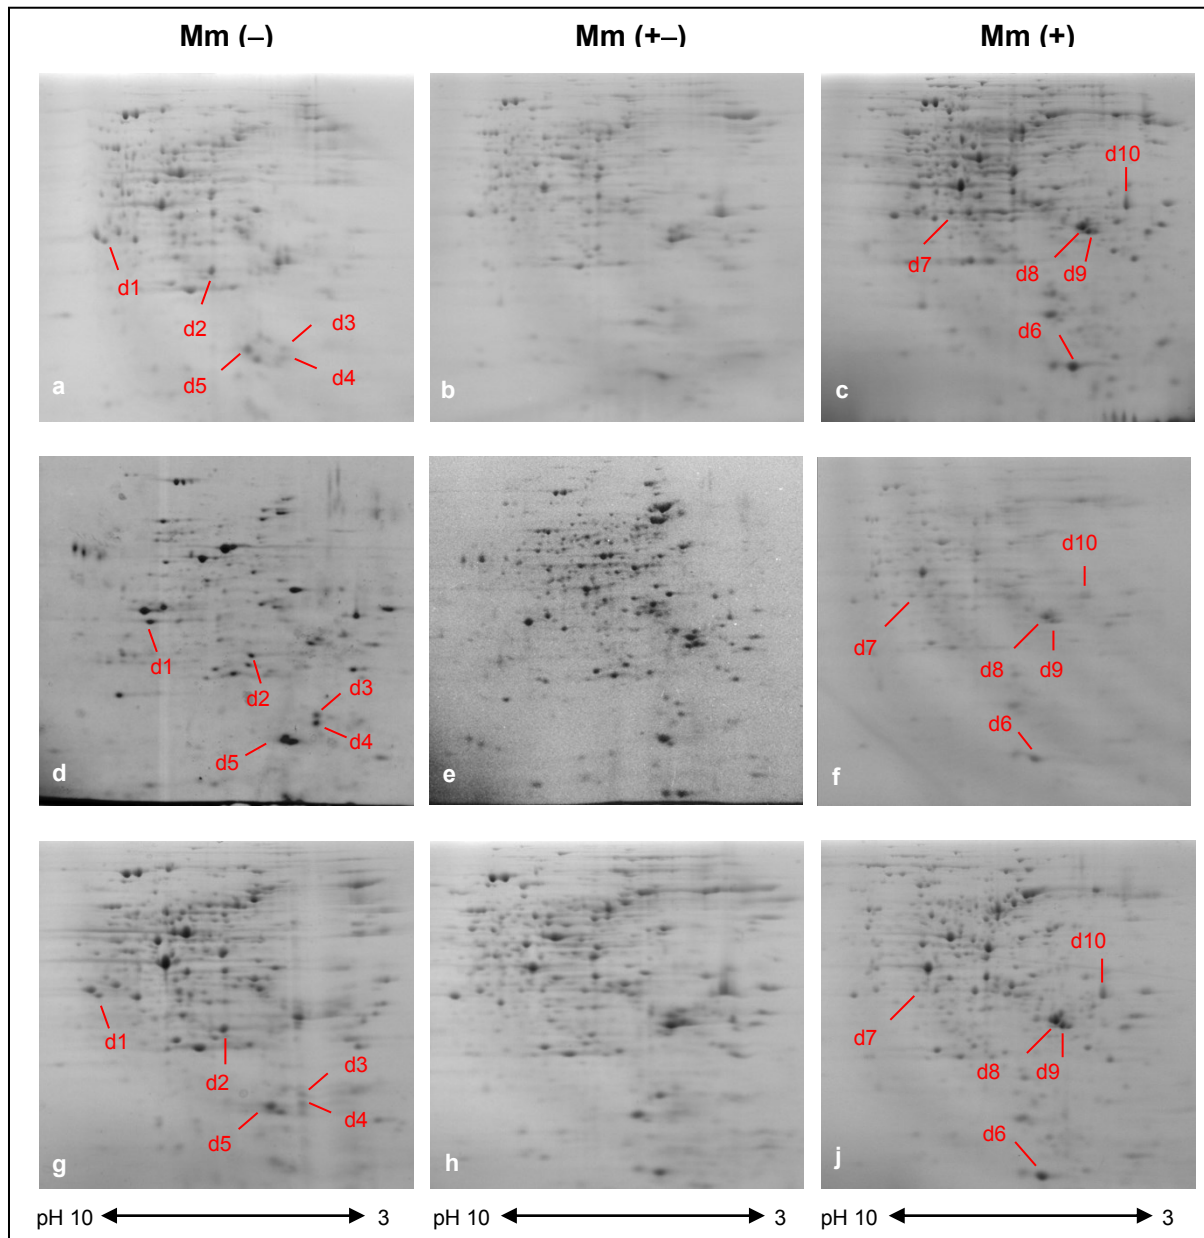 Mm (–) Mm (+–) Mm (+)
d10
d1 d7 d8 d9
d2 d3
d6
d5 d4
a b c
d10
d7
d1 d8 d9
d2 d3
d4 d6
d5
d e f
d10
d1 d7
d3 d8 d9
d2
d4
d5 d6
g h j
pH 10 3 pH 10 3 pH 10 3